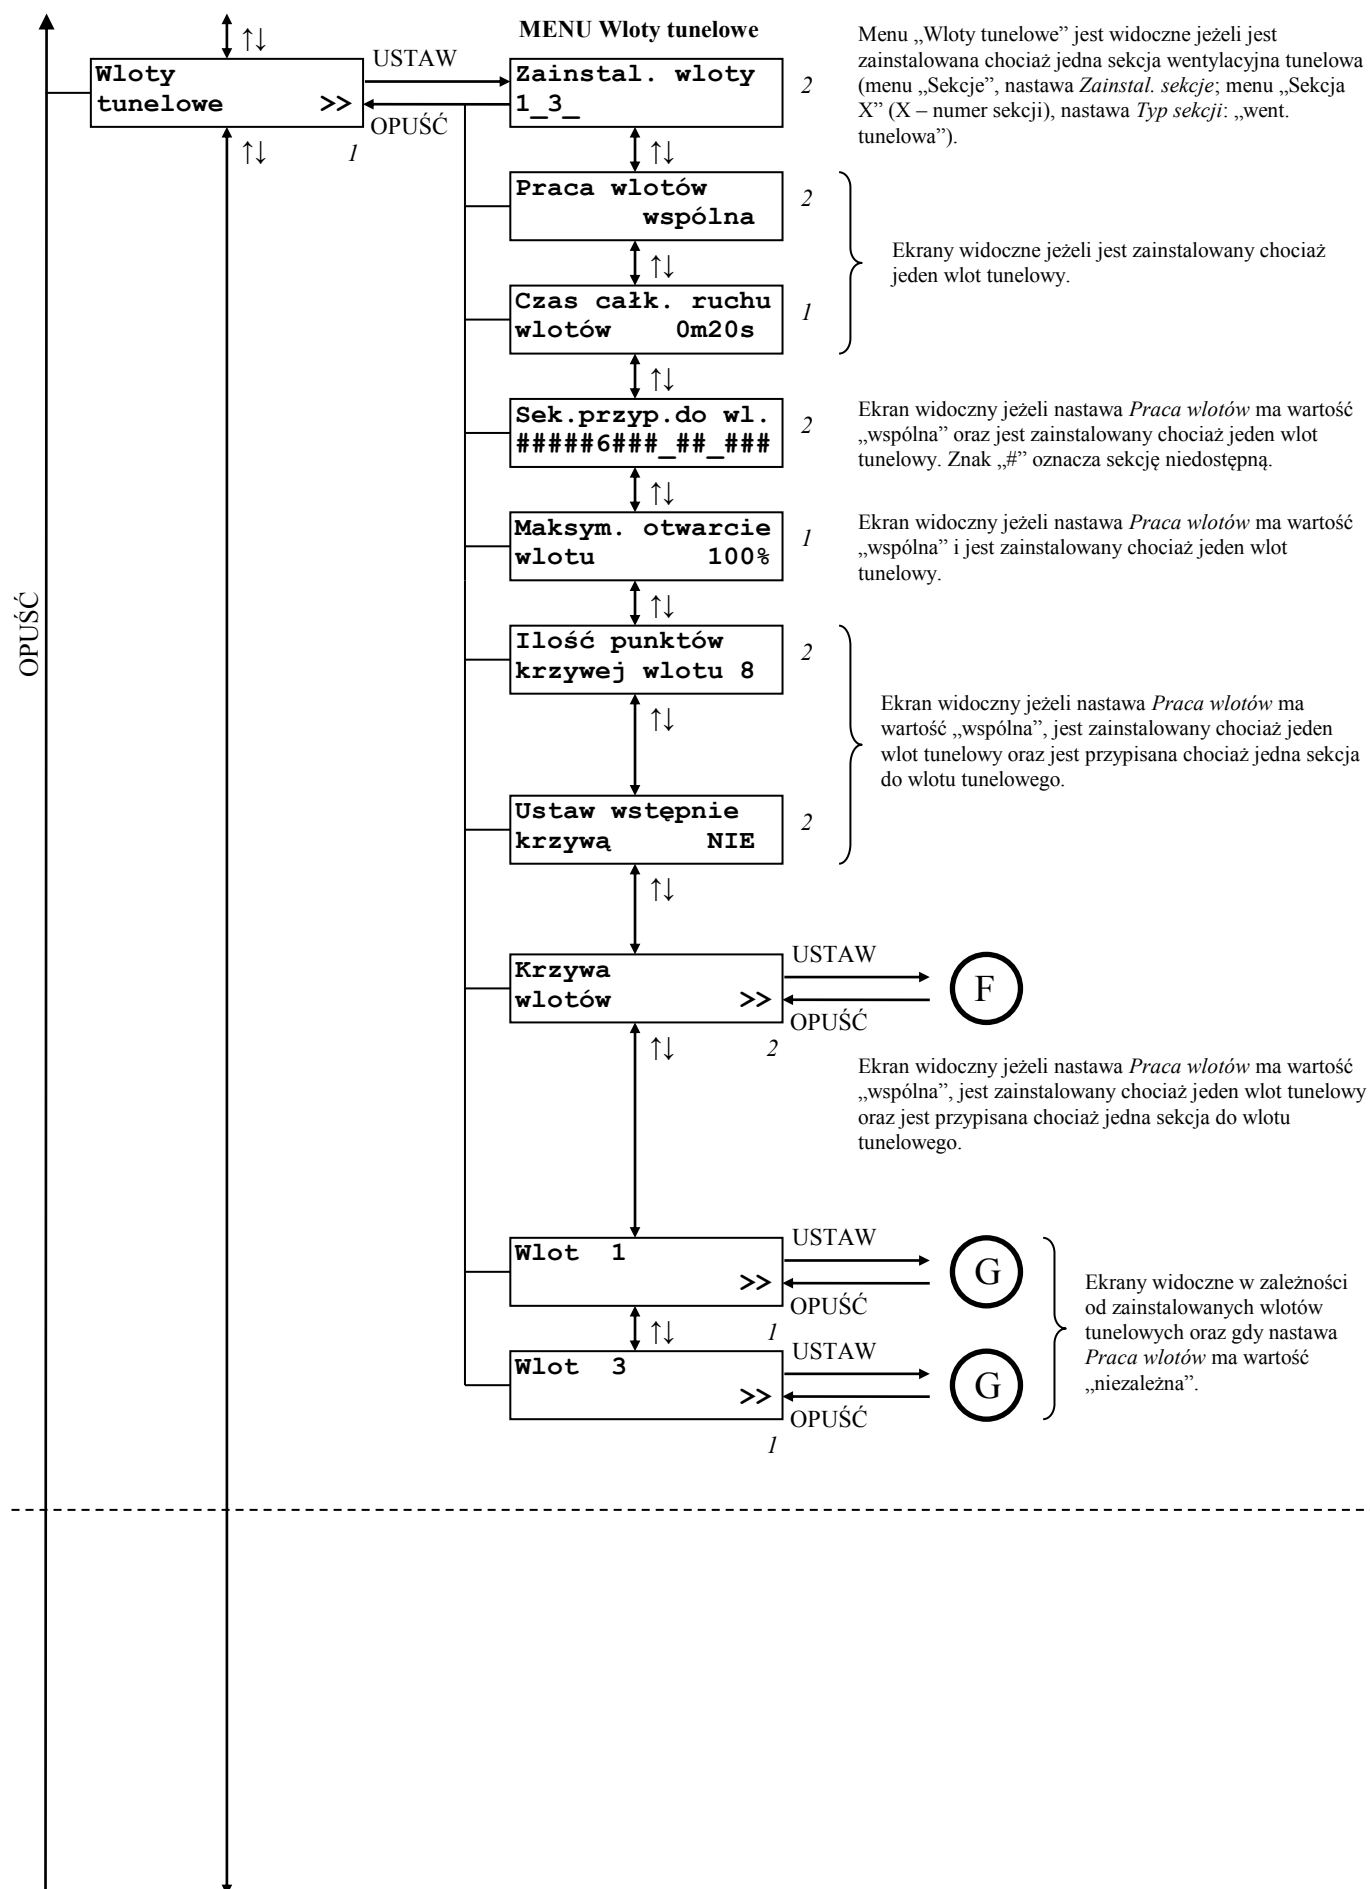 MENU Wloty tunelowe
↑↓
Wloty
tunelowe >>
USTAW
OPUŚĆ
↑↓
1
Zainstal. wloty
1_3_
2
Menu „Wloty tunelowe” jest widoczne jeżeli jest
zainstalowana chociaż jedna sekcja wentylacyjna tunelowa
(menu „Sekcje”, nastawa Zainstal. sekcje; menu „Sekcja
X” (X – numer sekcji), nastawa Typ sekcji: „went.
tunelowa”).
↑↓
Praca wlotów
wspólna
2
↑↓
Czas całk. ruchu
wlotów 0m20s
1
Ekrany widoczne jeżeli jest zainstalowany chociaż
jeden wlot tunelowy.
↑↓
Sek.przyp.do wl.
#####6###_##_###
2
Ekran widoczny jeżeli nastawa Praca wlotów ma wartość
„wspólna” oraz jest zainstalowany chociaż jeden wlot
tunelowy. Znak „#” oznacza sekcję niedostępną.
↑↓
Maksym. otwarcie
wlotu 100%
1
Ekran widoczny jeżeli nastawa Praca wlotów ma wartość
„wspólna” i jest zainstalowany chociaż jeden wlot
tunelowy.
↑↓
OPUŚĆ
Ilość punktów
krzywej wlotu 8
2
↑↓
Ustaw wstępnie
krzywą NIE
2
Ekran widoczny jeżeli nastawa Praca wlotów ma
wartość „wspólna”, jest zainstalowany chociaż jeden
wlot tunelowy oraz jest przypisana chociaż jedna sekcja
do wlotu tunelowego.
↑↓
Krzywa
wlotów >>
USTAW
OPUŚĆ
F
↑↓
2
Ekran widoczny jeżeli nastawa Praca wlotów ma wartość
„wspólna”, jest zainstalowany chociaż jeden wlot tunelowy
oraz jest przypisana chociaż jedna sekcja do wlotu
tunelowego.
Wlot 1
>>
USTAW
OPUŚĆ
G
↑↓
1
Wlot 3
>>
USTAW
OPUŚĆ
G
1
Ekrany widoczne w zależności
od zainstalowanych wlotów
tunelowych oraz gdy nastawa
Praca wlotów ma wartość
„niezależna”.